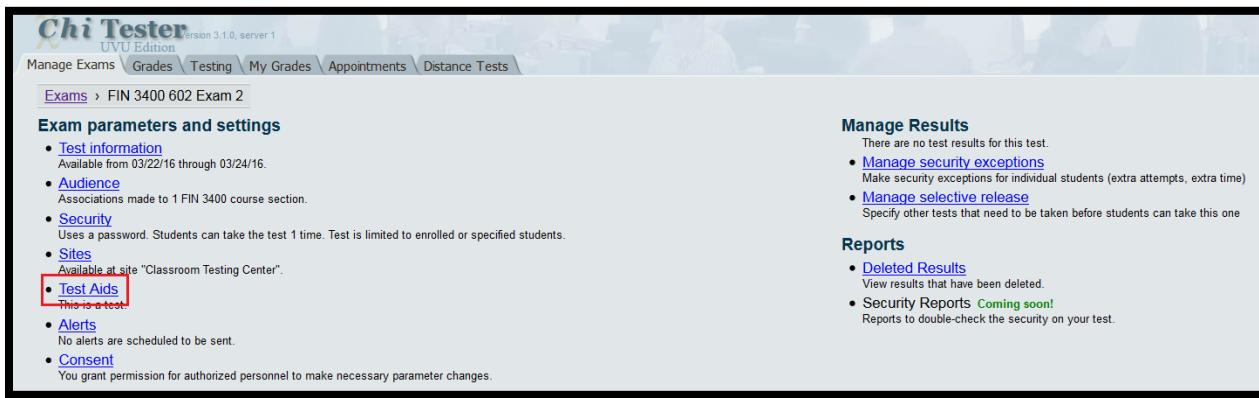 Chi Tester Version 3.1.0, server 1
UVU Edition
Manage Exams Grades Testing My Grades Appointments Distance Tests
Exams › FIN 3400 602 Exam 2
Exam parameters and settings
• Test information
Available from 03/22/16 through 03/24/16.
• Audience
Associations made to 1 FIN 3400 course section.
• Security
Uses a password. Students can take the test 1 time. Test is limited to enrolled or specified students.
• Sites
Available at site "Classroom Testing Center".
• Test Aids
This is a test.
• Alerts
No alerts are scheduled to be sent.
• Consent
You grant permission for authorized personnel to make necessary parameter changes.
Manage Results
There are no test results for this test.
• Manage security exceptions
Make security exceptions for individual students (extra attempts, extra time)
• Manage selective release
Specify other tests that need to be taken before students can take this one
Reports
• Deleted Results
View results that have been deleted.
• Security Reports Coming soon!
Reports to double-check the security on your test.